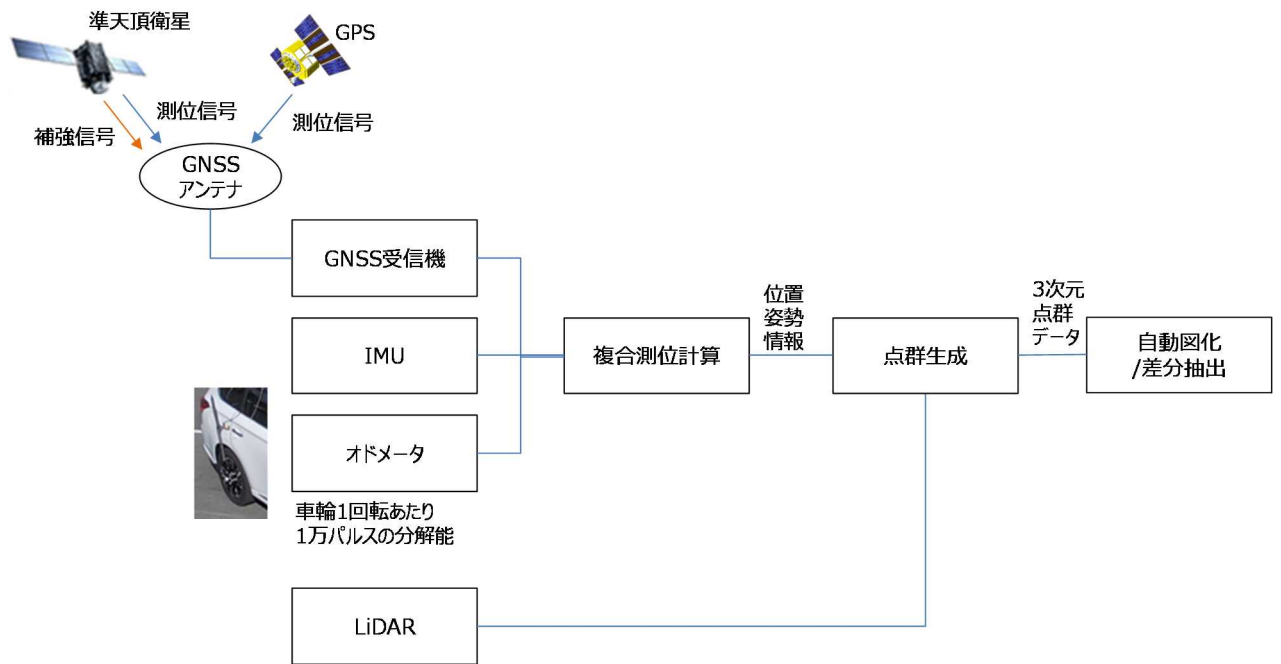 準天頂衛星
GPS
測位信号
補強信号
測位信号
GNSS
アンテナ
GNSS受信機
IMU
オドメータ
車輪1回転あたり
1万パルスの分解能
LiDAR
複合測位計算
位置
姿勢
情報
点群生成
3次元
点群
データ
自動図化
/差分抽出